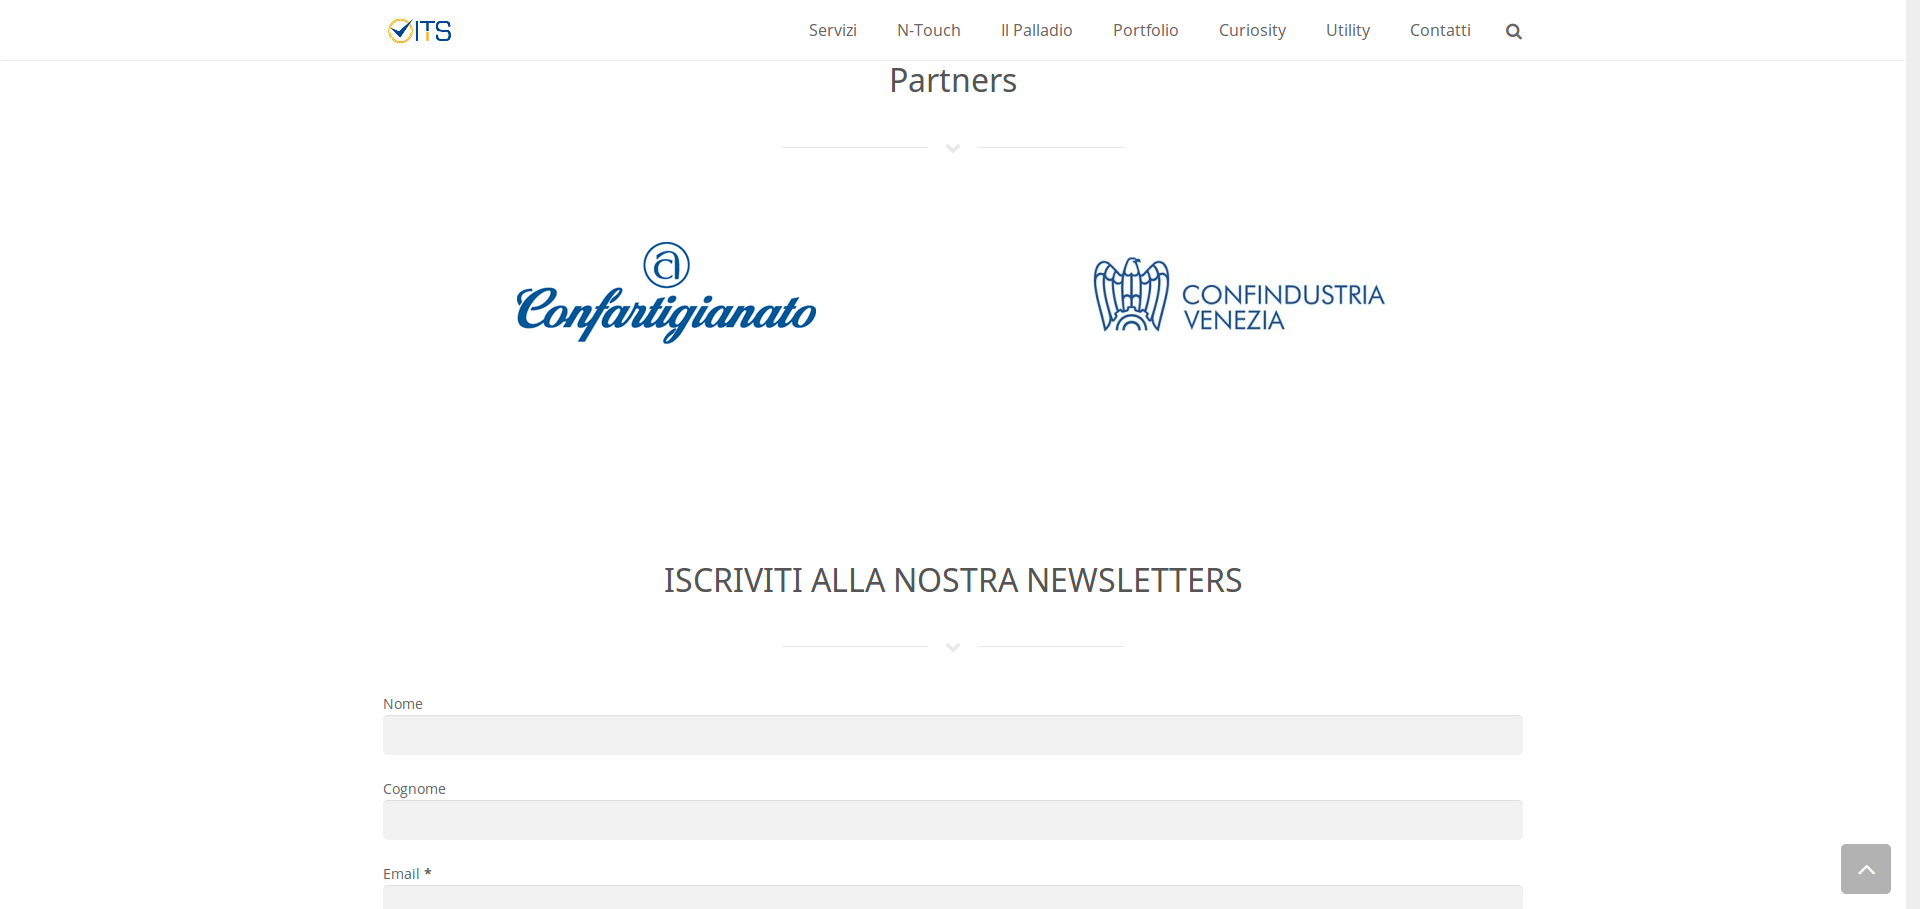 ITS
Servizi
N-Touch
Il Palladio
Portfolio
Curiosity
Utility
Contatti
Partners
a
Confartigianato
CONFINDUSTRIA
VENEZIA
ISCRIVITI ALLA NOSTRA NEWSLETTERS
Nome
Cognome
Email *